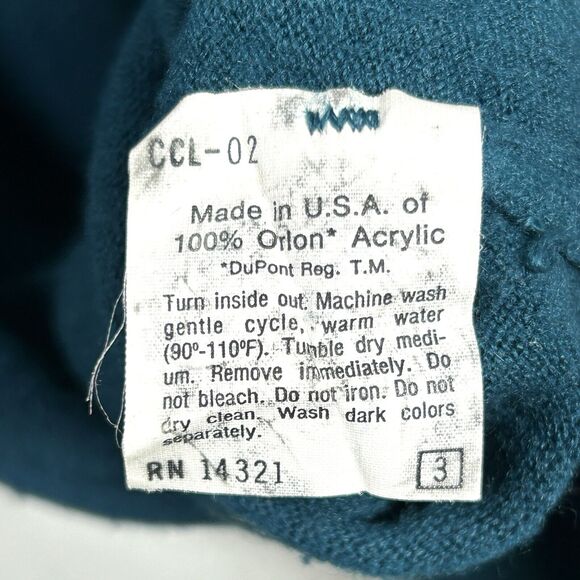 CCL-02
Made in U.S.A. of
100% Orlon* Acrylic
*DuPont Reg. T.M.
Turn inside out. Machine wash
gentle cycle, warm water
(90º-110ºF). Tumble dry medi-
um. Remove immediately. Do
not bleach. Do not iron. Do not
dry clean. Wash dark colors
separately.
RN 14321 3